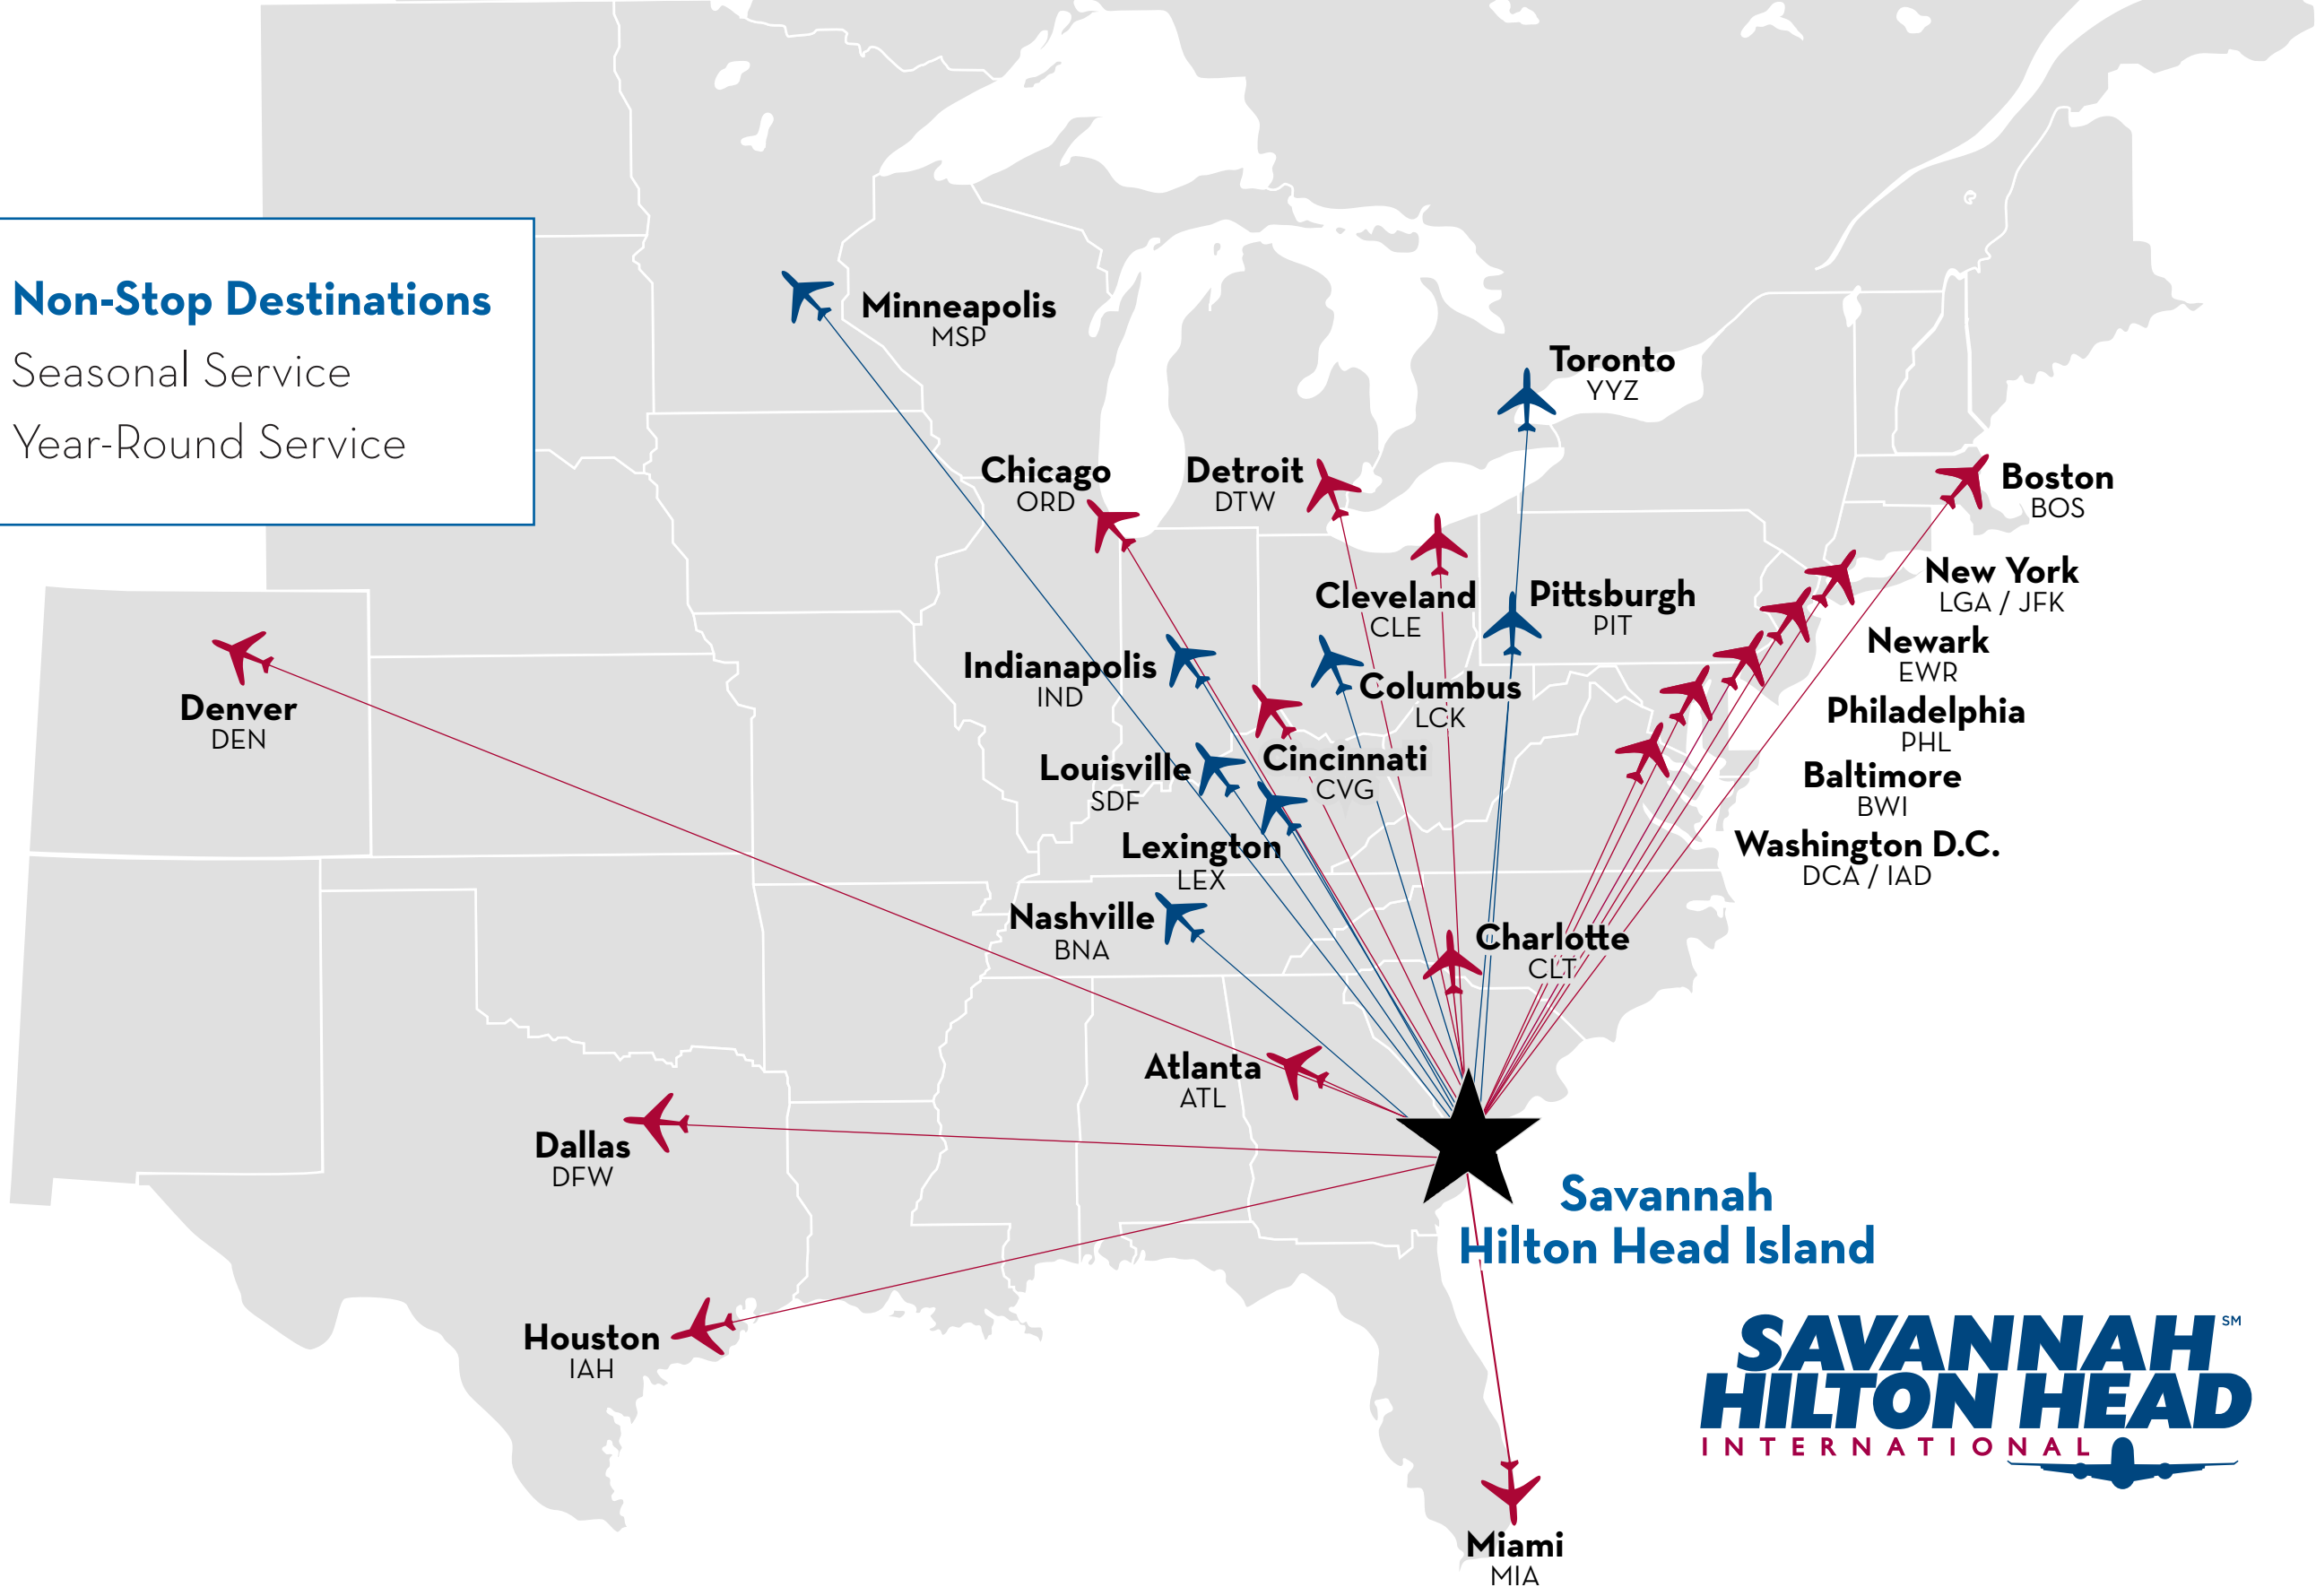 Non-Stop Destinations
Seasonal Service
Year-Round Service
Minneapolis
MSP
Toronto
YYZ
Chicago
ORD
Detroit
DTW
Boston
BOS
Cleveland
CLE
Pittsburgh
PIT
New York
LGA / JFK
Newark
EWR
Indianapolis
IND
Columbus
LCK
Denver
DEN
Philadelphia
PHL
Louisville
SDF
Cincinnati
CVG
Baltimore
BWI
Lexington
LEX
Washington D.C.
DCA / IAD
Nashville
BNA
Charlotte
CLT
Atlanta
ATL
Dallas
DFW
Savannah
Hilton Head Island
Houston
IAH
SAVANNAH SM
HILTON HEAD
INTERNATIONAL
Miami
MIA